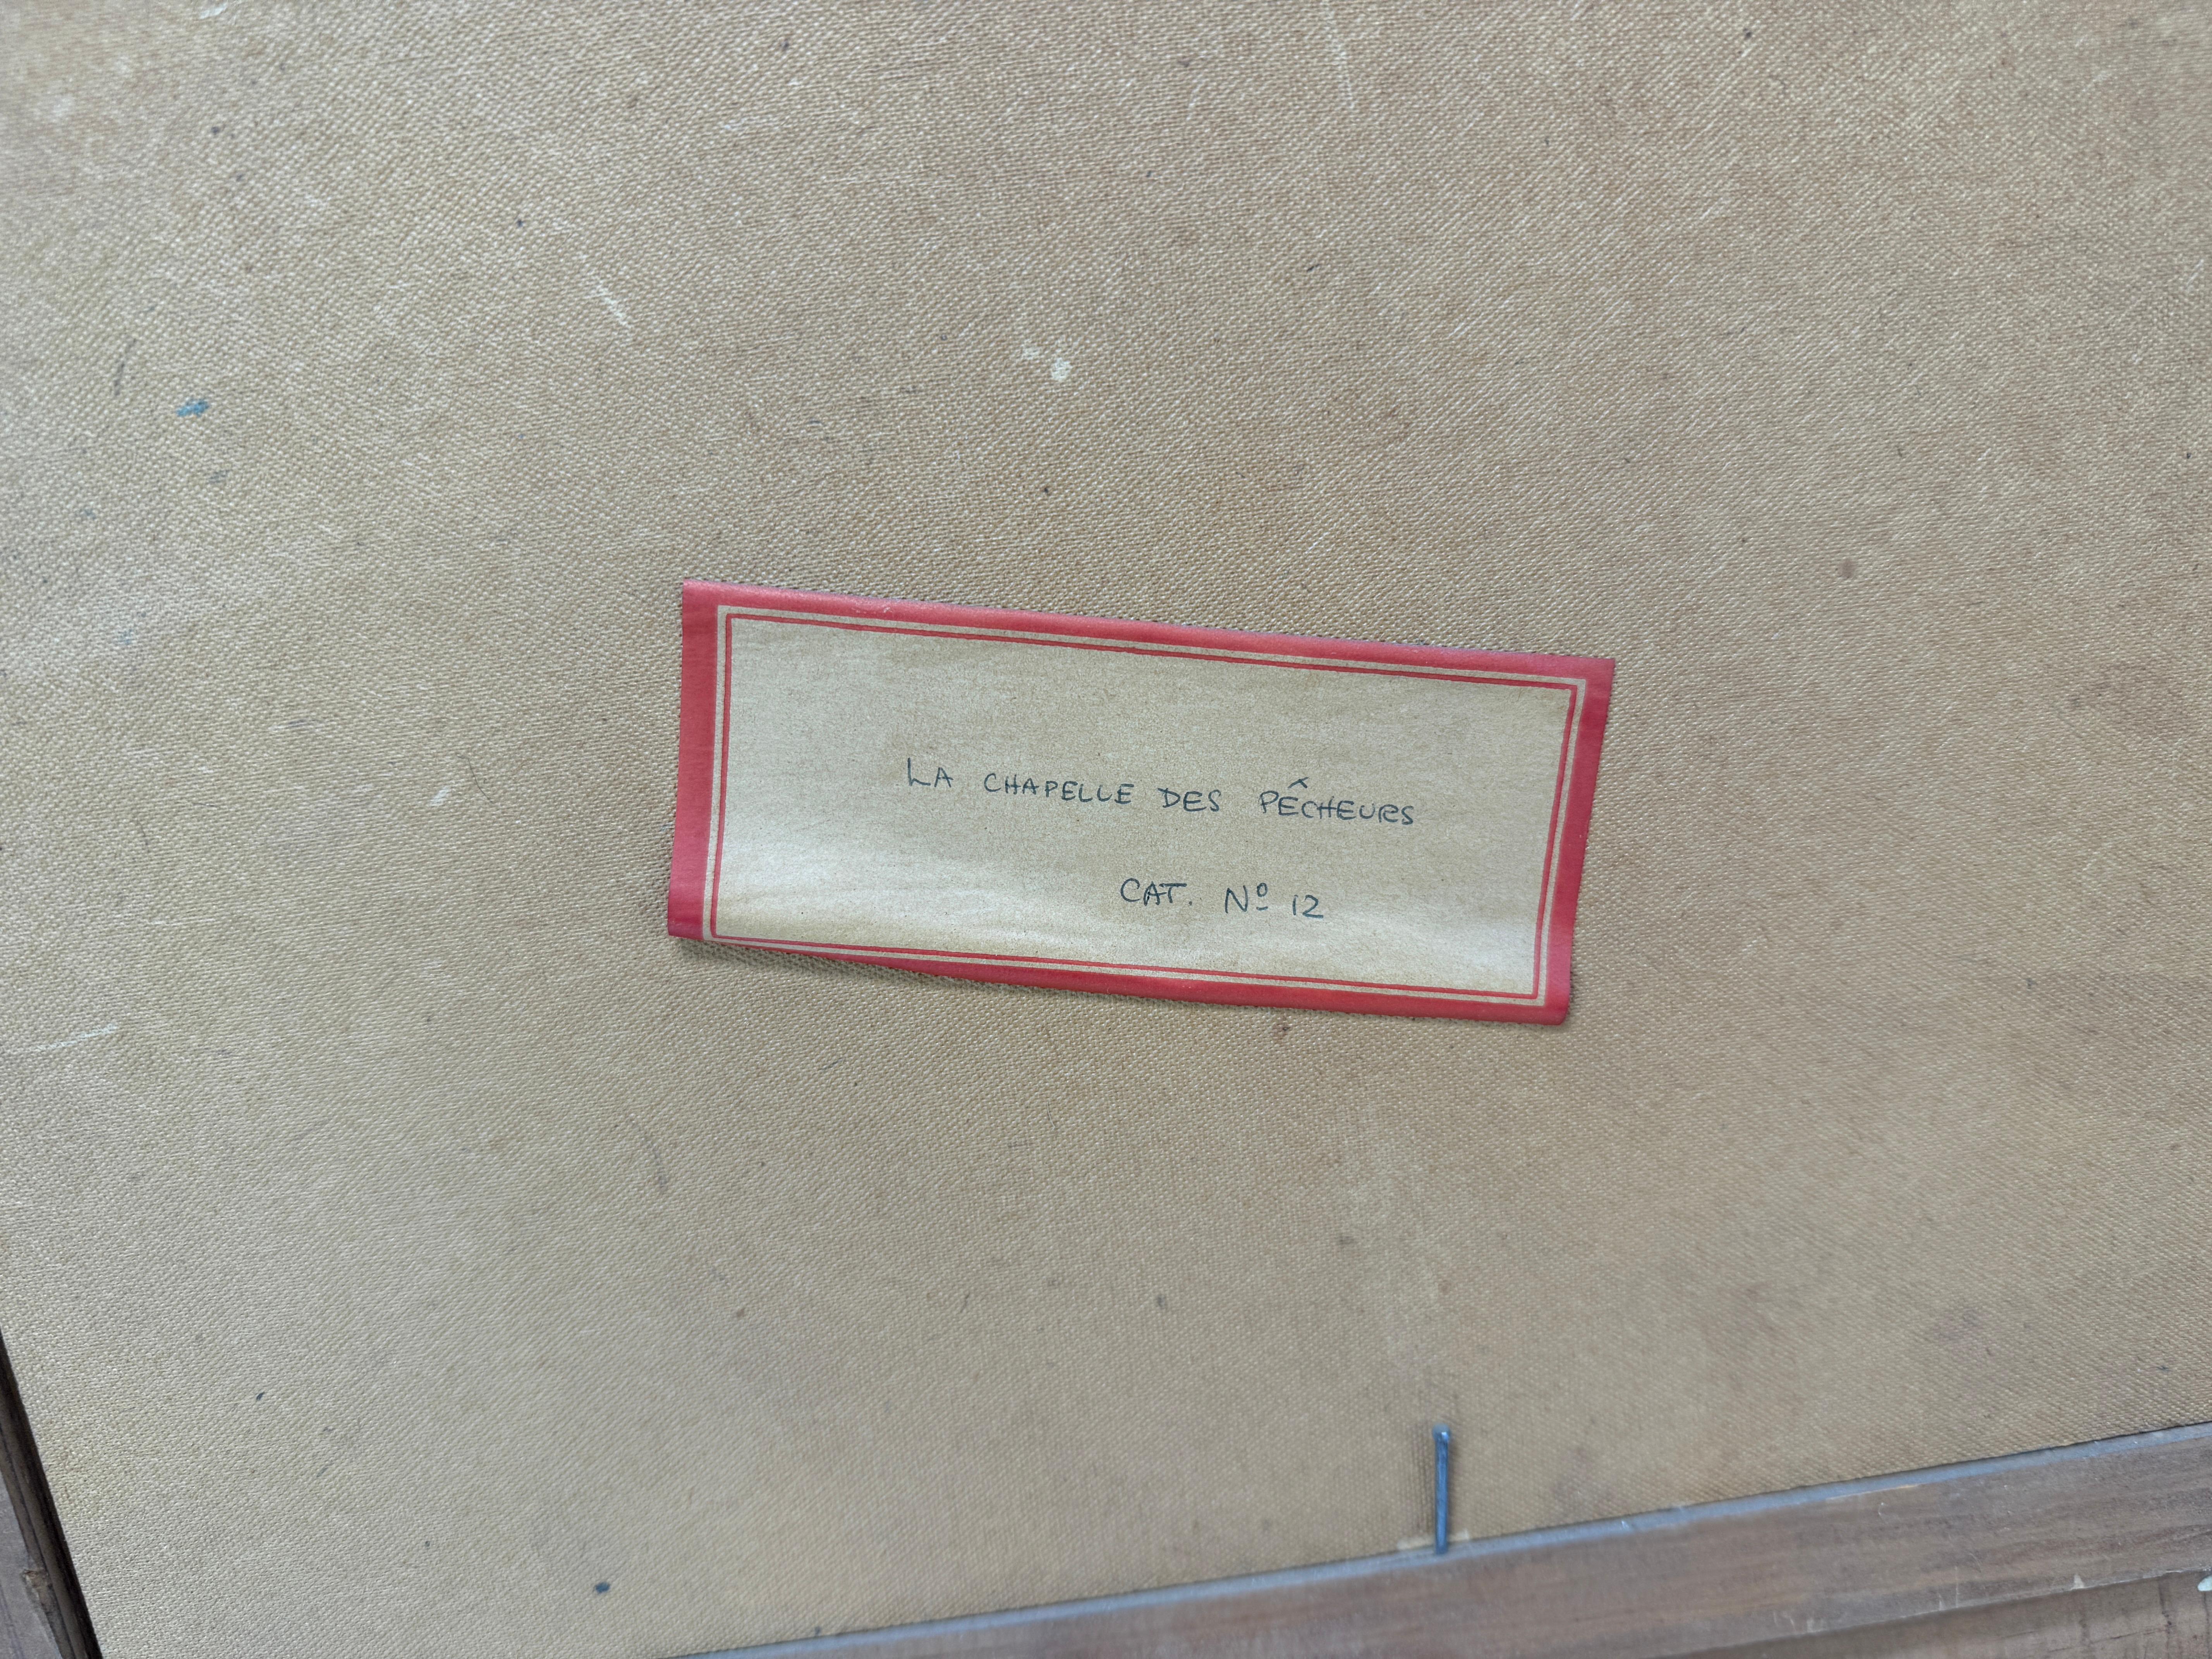 LA CHAPELLE DES PÊCHEURS
CAT. Nº 12